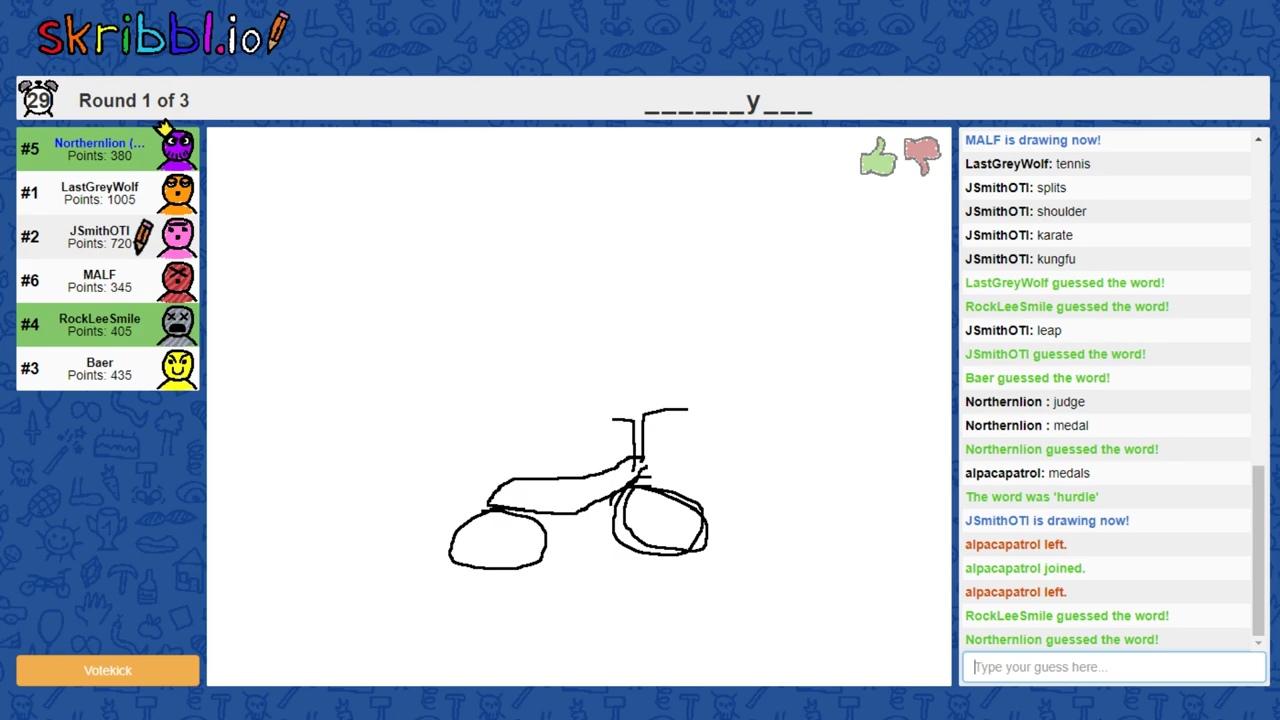 skribbl.io
29
Round 1 of 3
______y___
#5
Northernlion (...
Points: 380
#1
LastGreyWolf
Points: 1005
#2
JSmithOTI
Points: 720
#6
MALF
Points: 345
#4
RockLeeSmile
Points: 405
#3
Baer
Points: 435
Votekick
MALF is drawing now!
LastGreyWolf: tennis
JSmithOTI: splits
JSmithOTI: shoulder
JSmithOTI: karate
JSmithOTI: kungfu
LastGreyWolf guessed the word!
RockLeeSmile guessed the word!
JSmithOTI: leap
JSmithOTI guessed the word!
Baer guessed the word!
Northernlion : judge
Northernlion : medal
Northernlion guessed the word!
alpacapatrol: medals
The word was 'hurdle'
JSmithOTI is drawing now!
alpacapatrol left.
alpacapatrol joined.
alpacapatrol left.
RockLeeSmile guessed the word!
Northernlion guessed the word!
Type your guess here...